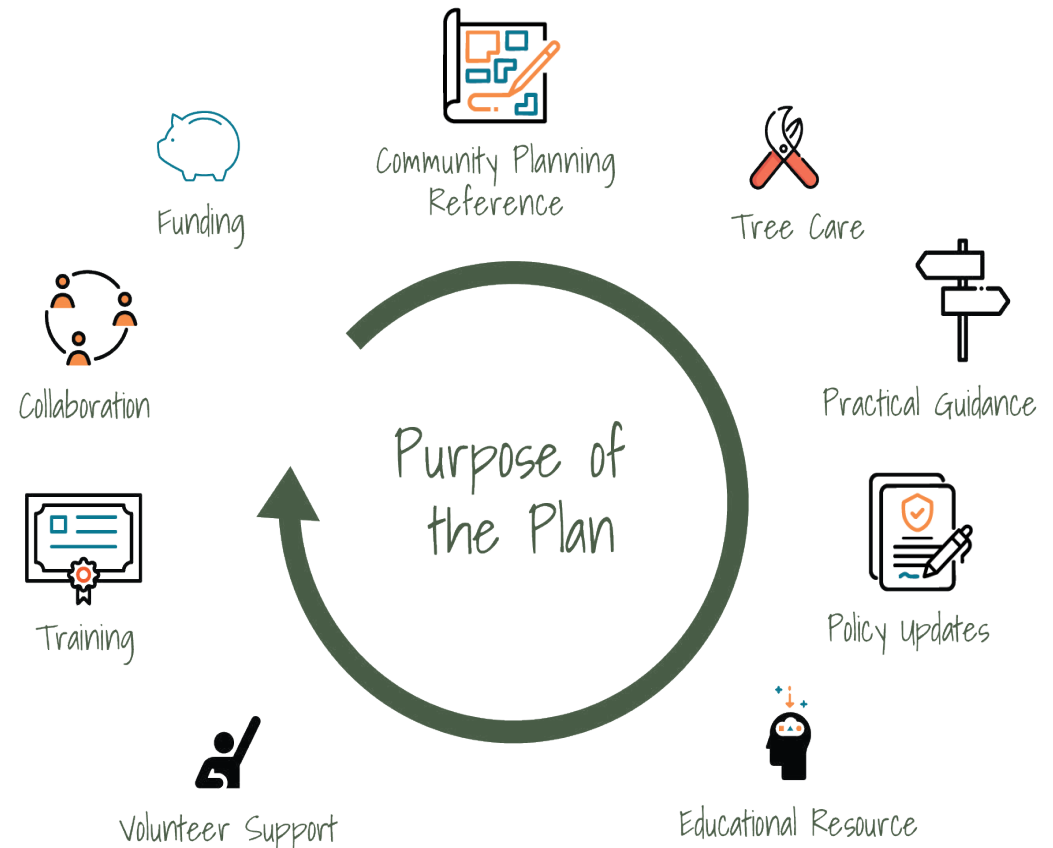 Community Planning
Reference
Funding
Tree Care
Collaboration
Practical Guidance
Purpose of
the Plan
Training
Policy Updates
Volunteer Support
Educational Resource